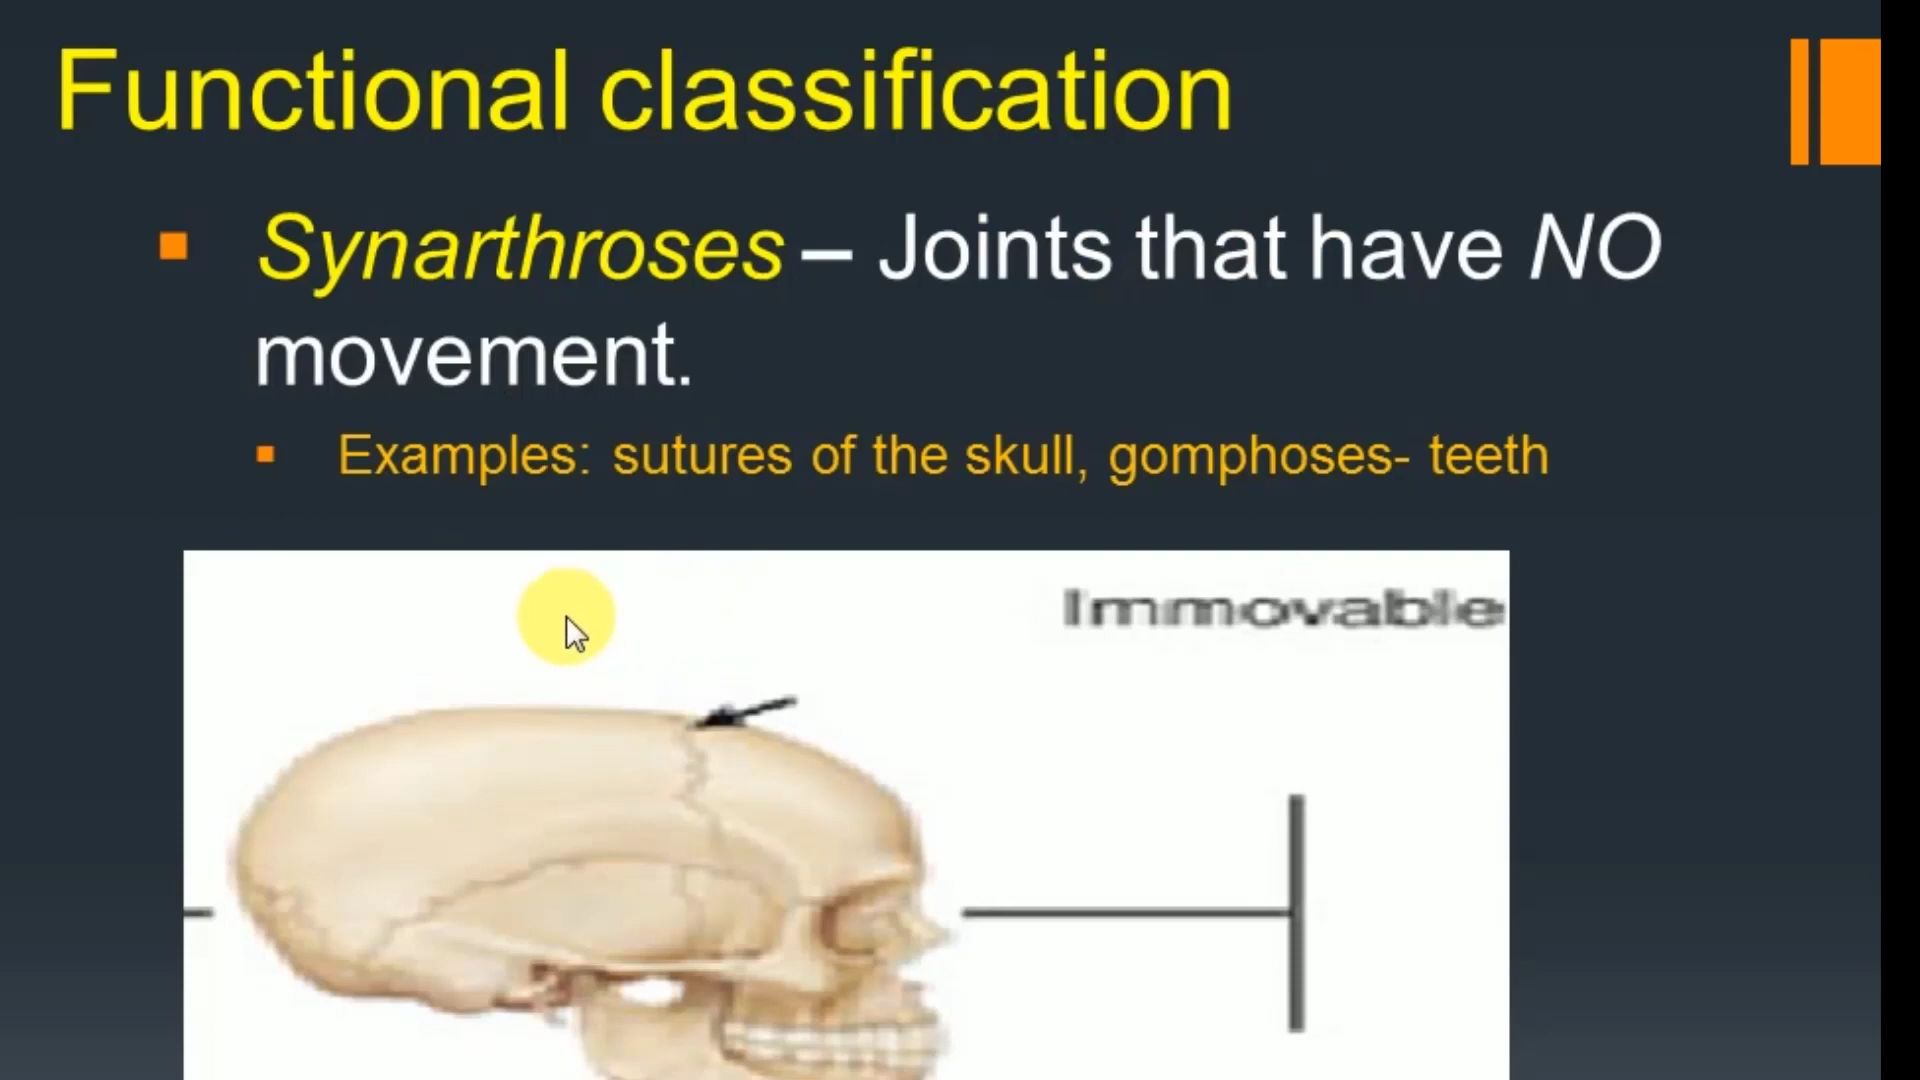 Functional classification
Synarthroses – Joints that have NO
movement.
Examples: sutures of the skull, gomphoses- teeth
Immovable